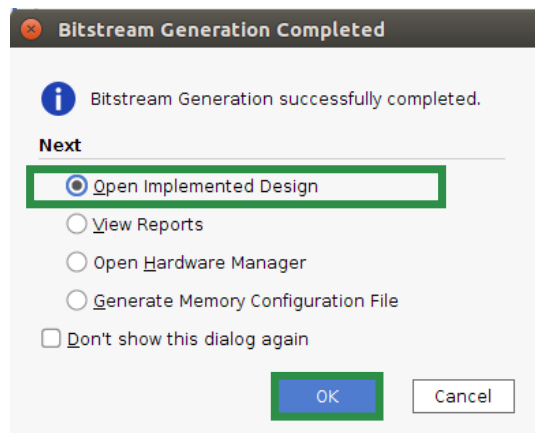 Bitstream Generation Completed
Bitstream Generation successfully completed.
Next
Open Implemented Design
View Reports
Open Hardware Manager
Generate Memory Configuration File
Don't show this dialog again
OK Cancel